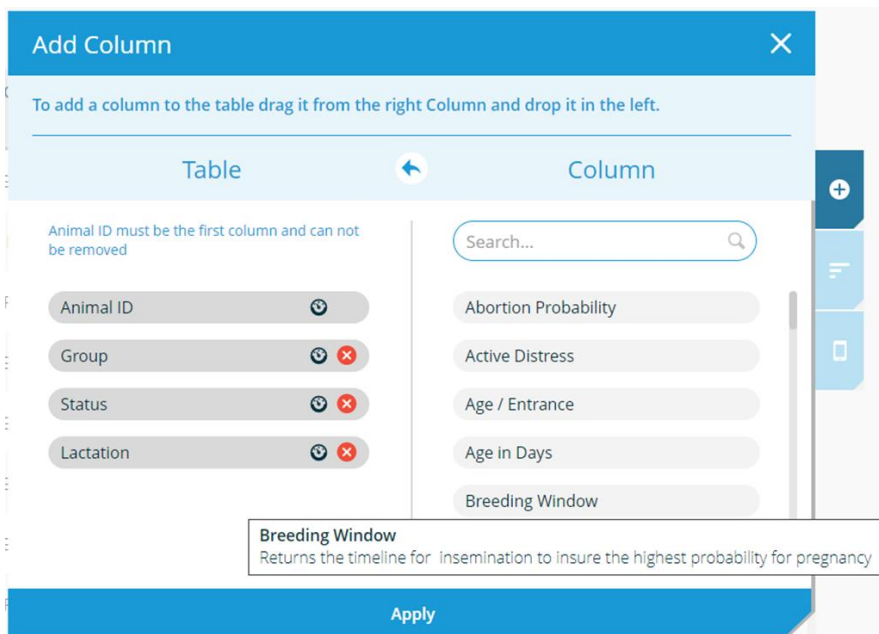 Add Column
To add a column to the table drag it from the right Column and drop it in the left.
Table
Column
Animal ID must be the first column and can not
be removed
Search...
Animal ID
Abortion Probability
Group
Active Distress
Status
Age / Entrance
Lactation
Age in Days
Breeding Window
Breeding Window
Returns the timeline for insemination to insure the highest probability for pregnancy
Apply